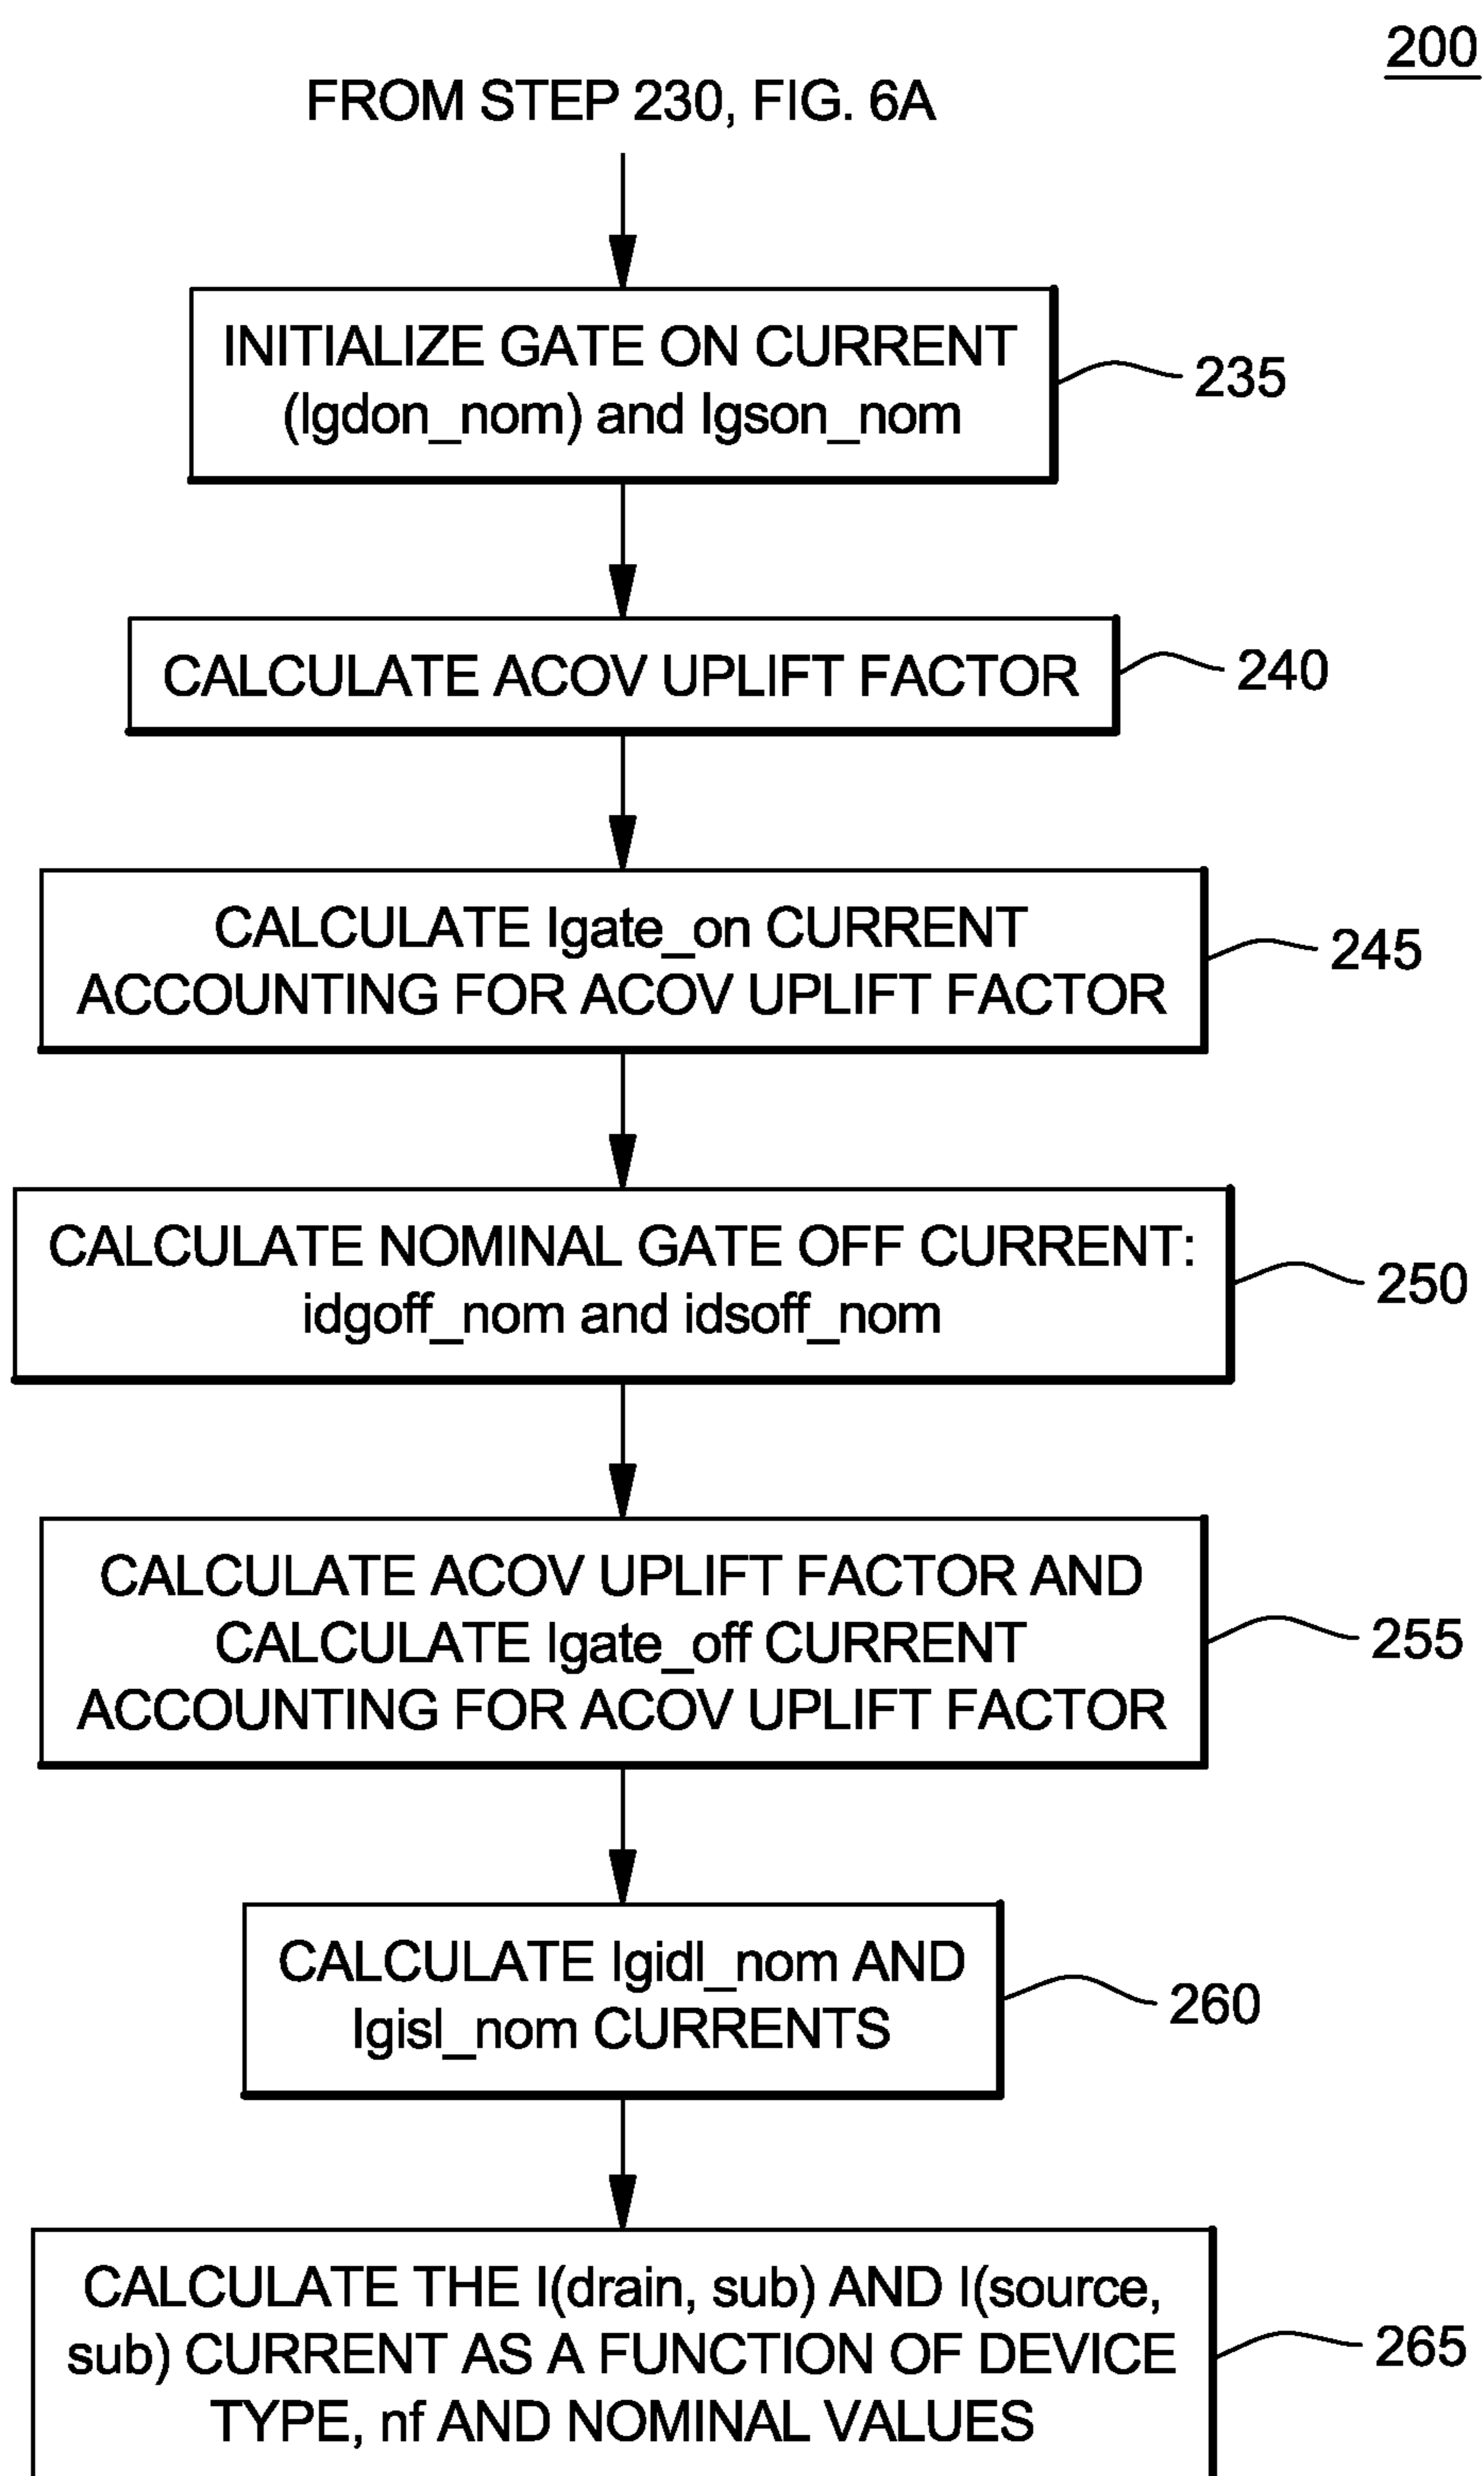 200
FROM STEP 230, FIG. 6A
INITIALIZE GATE ON CURRENT
(Igdon_nom) and Igson_nom
235
CALCULATE ACOV UPLIFT FACTOR
240
CALCULATE Igate_on CURRENT
ACCOUNTING FOR ACOV UPLIFT FACTOR
245
CALCULATE NOMINAL GATE OFF CURRENT:
idgoff_nom and idsoff_nom
250
CALCULATE ACOV UPLIFT FACTOR AND
CALCULATE Igate_off CURRENT
ACCOUNTING FOR ACOV UPLIFT FACTOR
255
CALCULATE Igidl_nom AND
Igisl_nom CURRENTS
260
CALCULATE THE I(drain, sub) AND I(source,
sub) CURRENT AS A FUNCTION OF DEVICE
TYPE, nf AND NOMINAL VALUES
265